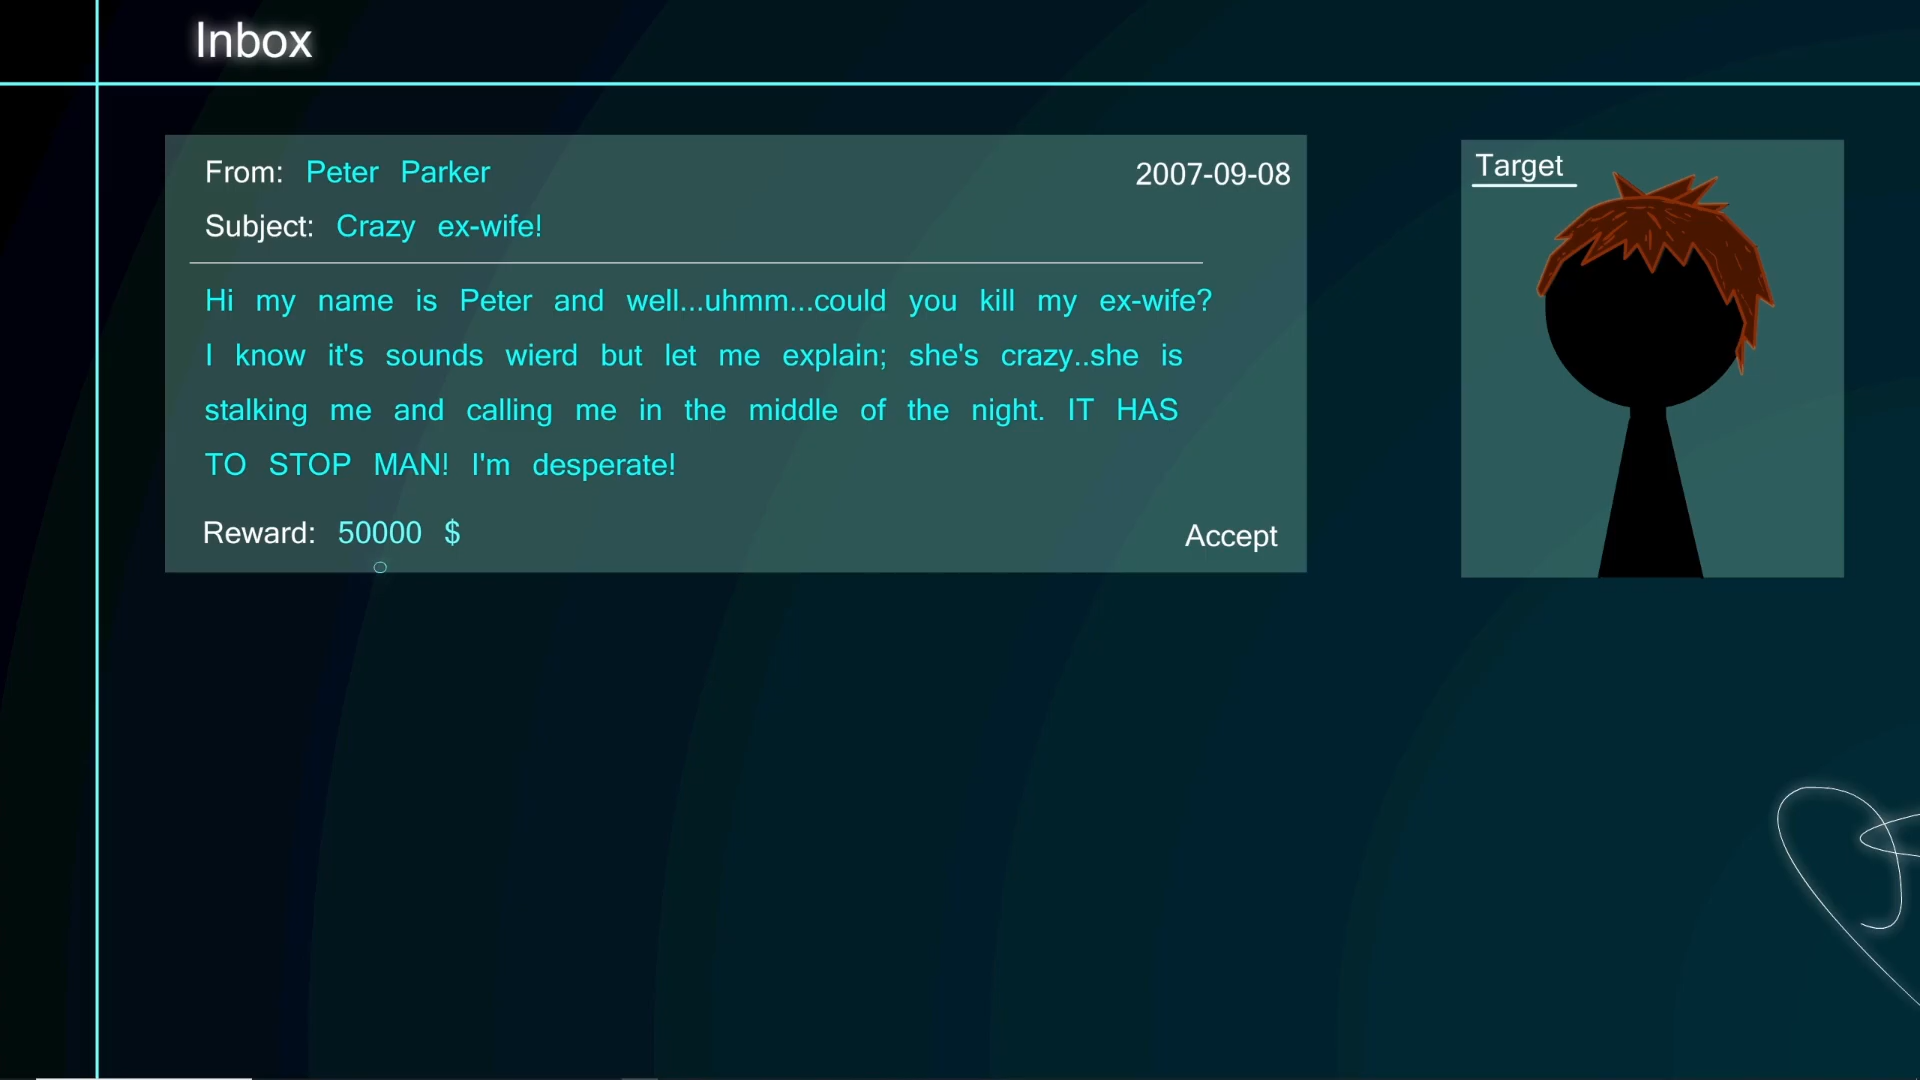 Inbox
From: Peter Parker
2007-09-08
Subject: Crazy ex-wife!
Hi my name is Peter and well...uhmm...could you kill my ex-wife?
I know it's sounds wierd but let me explain; she's crazy..she is
stalking me and calling me in the middle of the night. IT HAS
TO STOP MAN! I'm desperate!
Reward: 50000 $
Accept
Target